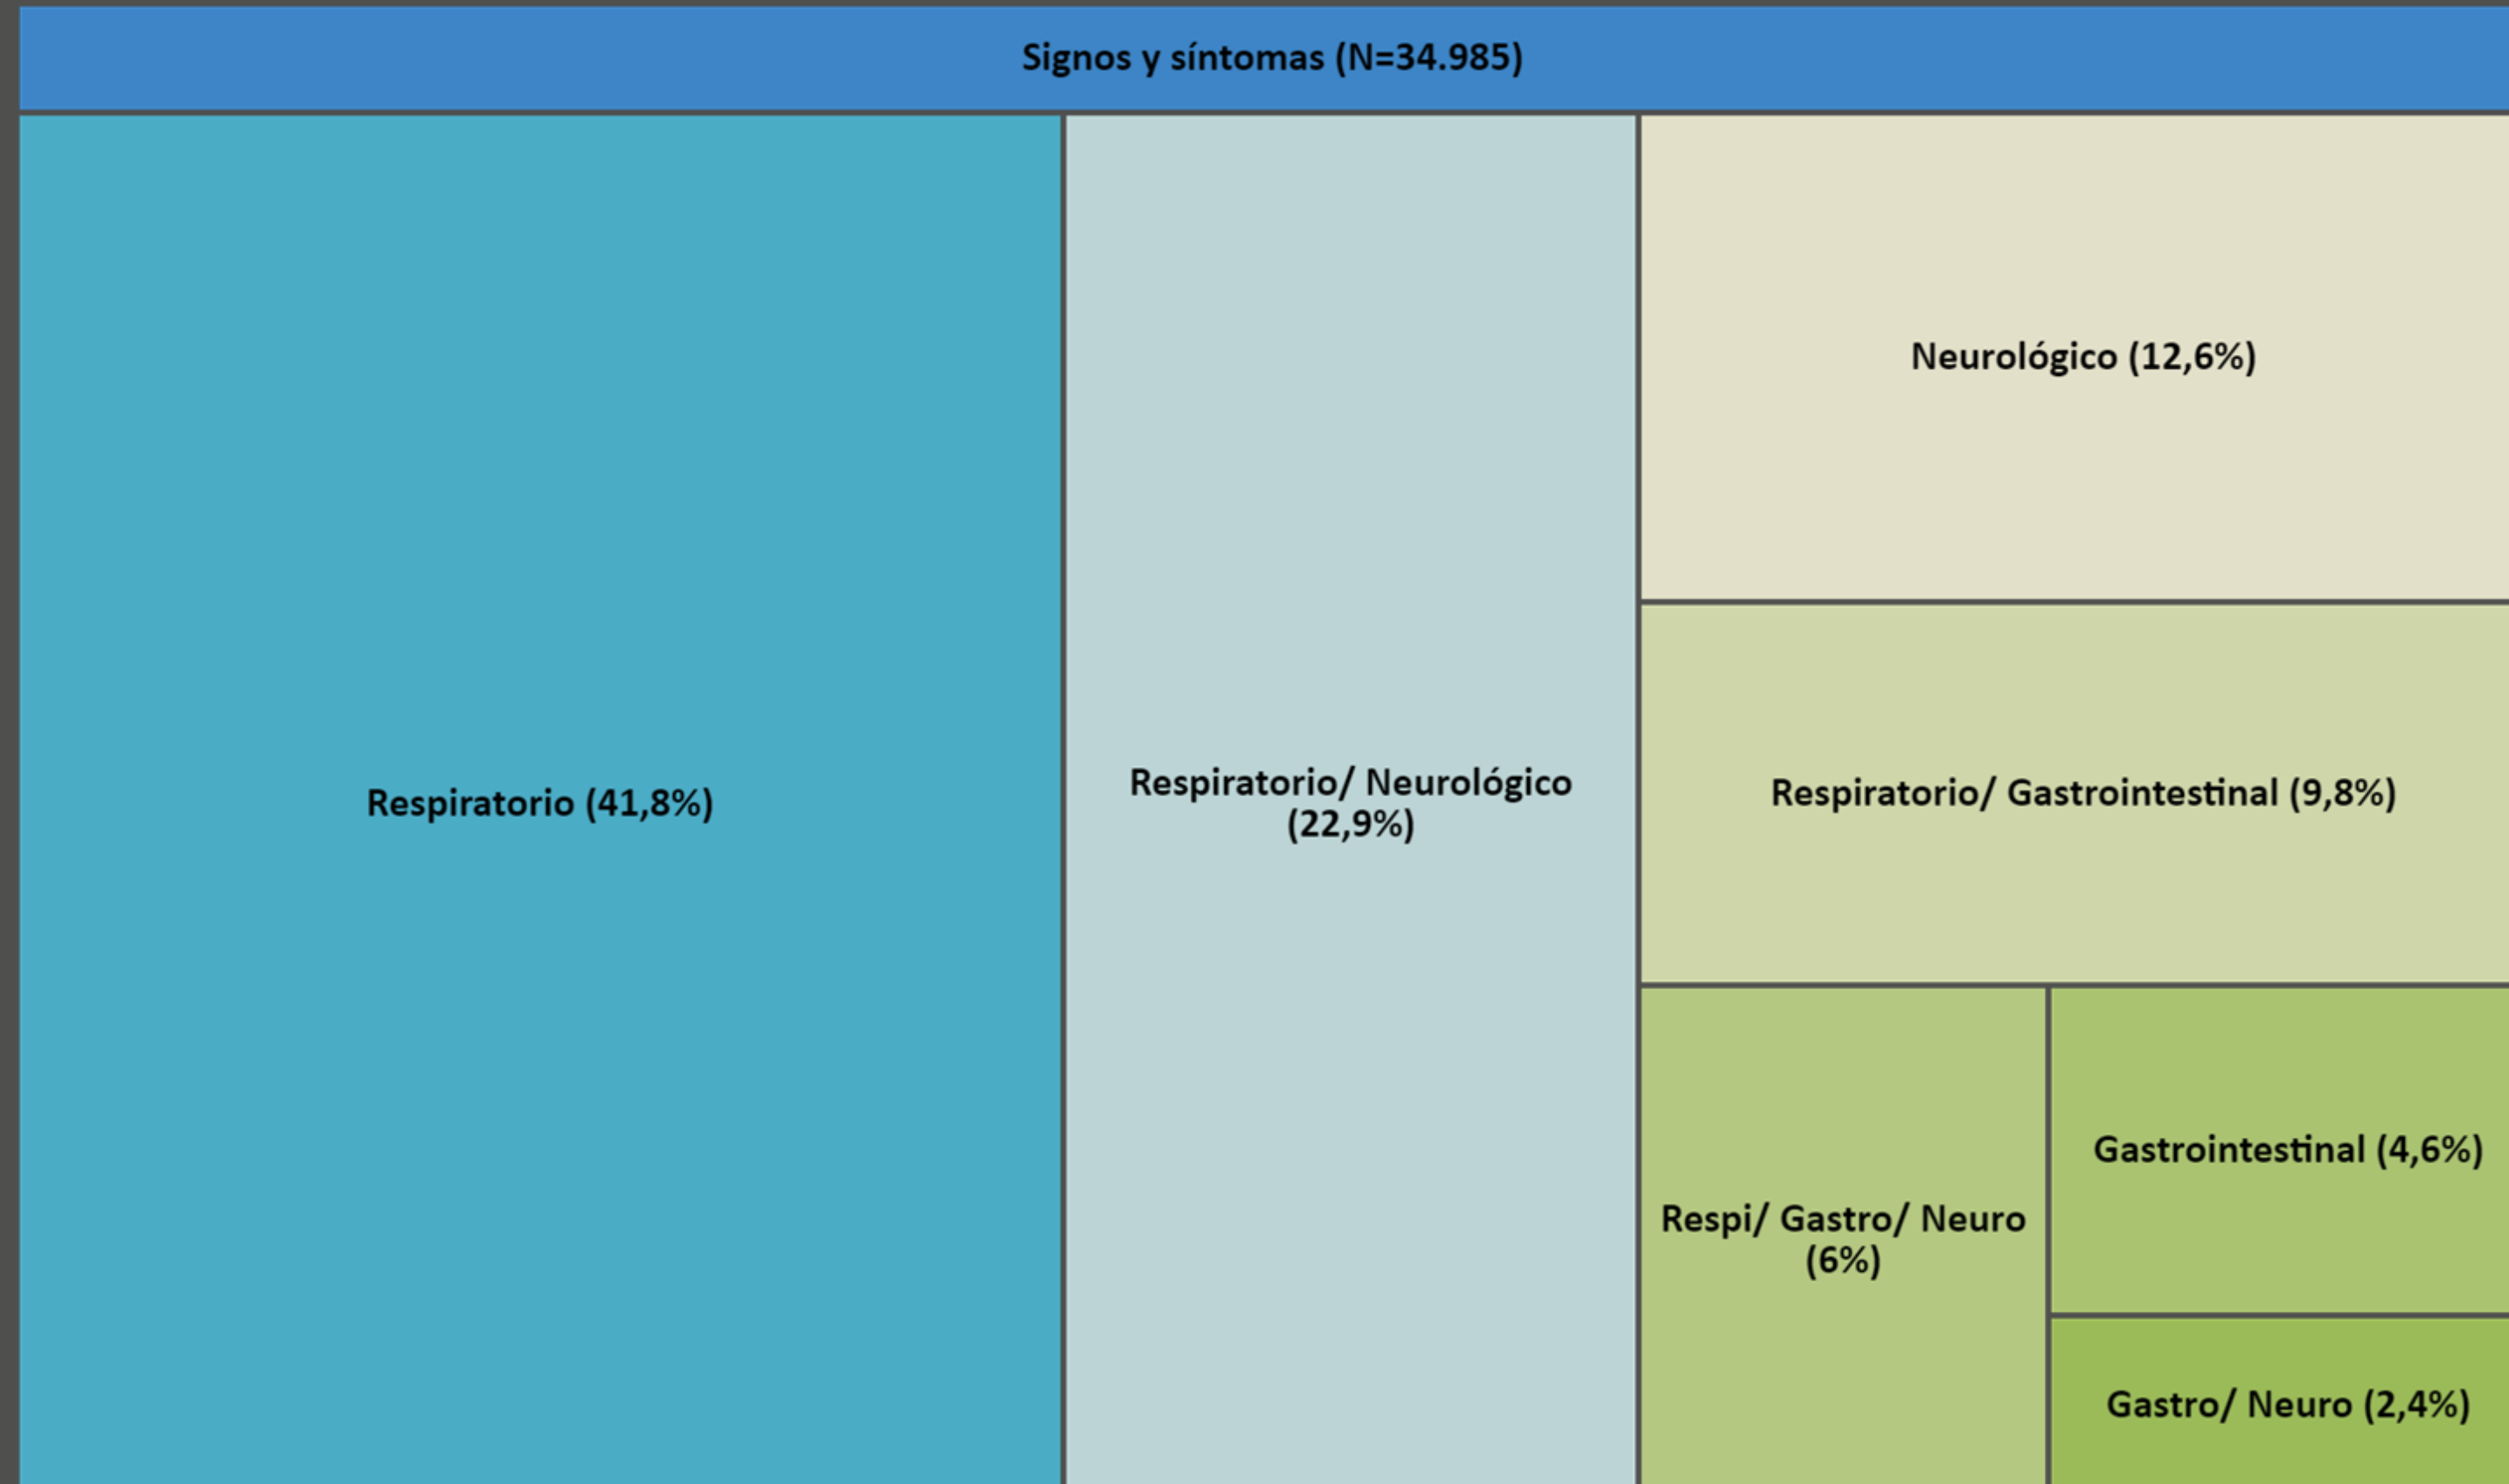 Signos y síntomas (N=34.985)
Respiratorio (41,8%)
Respiratorio/ Neurológico
(22,9%)
Neurológico (12,6%)
Respiratorio/ Gastrointestinal (9,8%)
Respi/ Gastro/ Neuro
(6%)
Gastrointestinal (4,6%)
Gastro/ Neuro (2,4%)